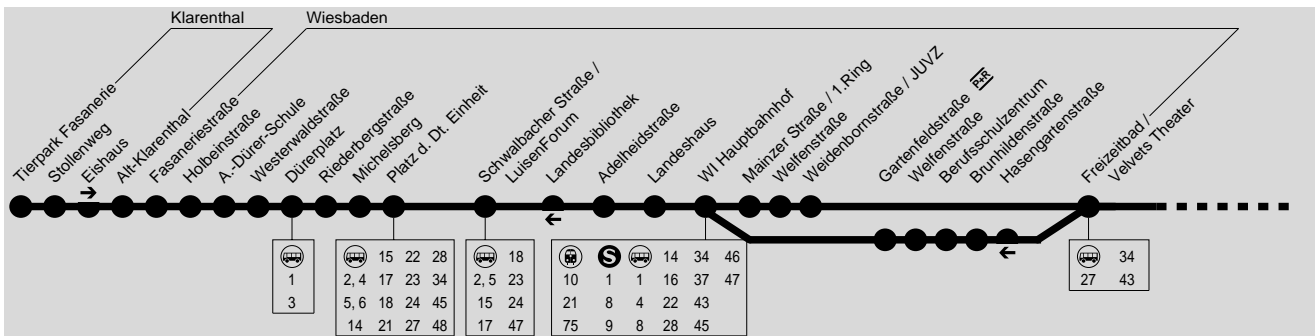 Klarenthal
Wiesbaden
Tierpark Fasanerie
Stollenweg
Eishaus
Alt-Klarenthal
Fasaneriestraße
Holbeinstraße
A.-Dürer-Schule
Westerwaldstraße
Dürerplatz
Riederbergstraße
Michelsberg
Platz d. Dt. Einheit
Schwalbacher Straße /
LuisenForum
Landesbibliothek
Adelheidstraße
Landeshaus
WI Hauptbahnhof
Mainzer Straße / 1.Ring
Welfenstraße
Weidenbornstraße / JUVZ
Gartenfeldstraße P+R
Welfenstraße
Berufsschulzentrum
Brunhildenstraße
Hasengartenstraße
Freizeitbad /
Velvets Theater
1
3
15 22 28
2, 4 17 23 34
5, 6 18 24 45
14 21 27 48
18
2, 5 23
15 24
17 47
S 14 34 46
10 1 1 16 37 47
21 8 4 22 43
75 9 8 28 45
34
27 43